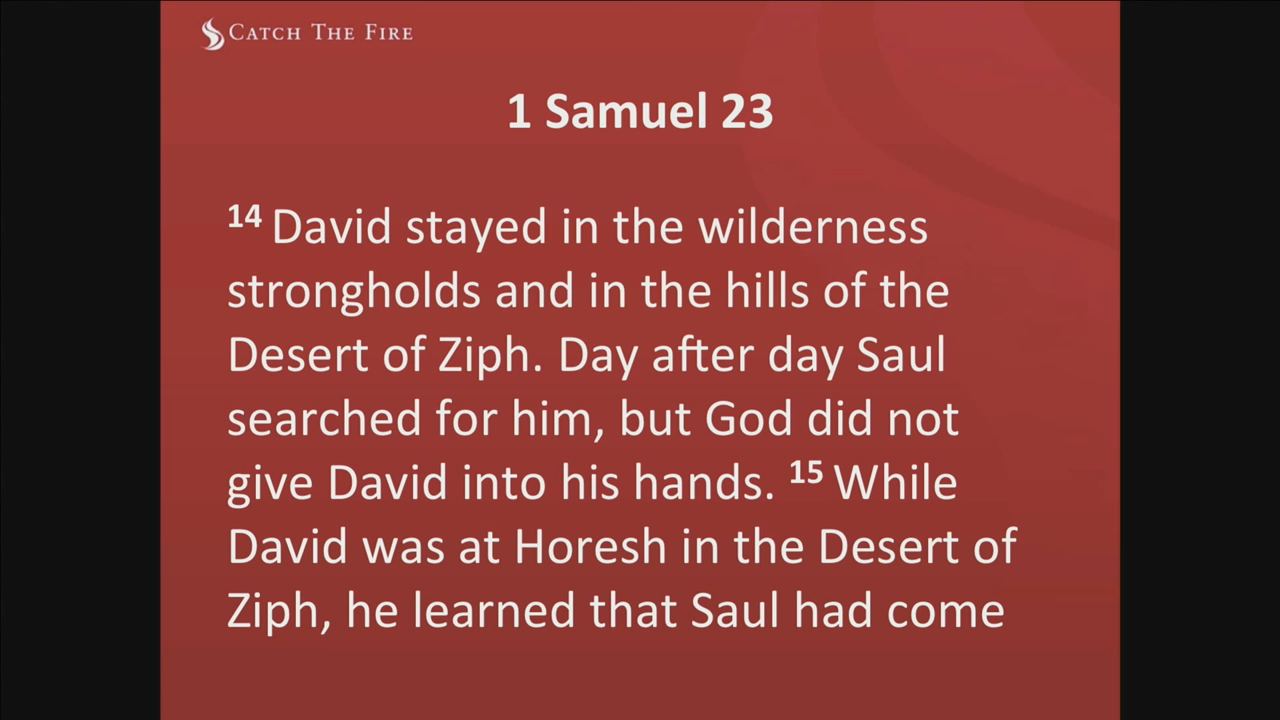 CATCH THE FIRE
1 Samuel 23
14 David stayed in the wilderness
strongholds and in the hills of the
Desert of Ziph. Day after day Saul
searched for him, but God did not
give David into his hands. 15 While
David was at Horesh in the Desert of
Ziph, he learned that Saul had come